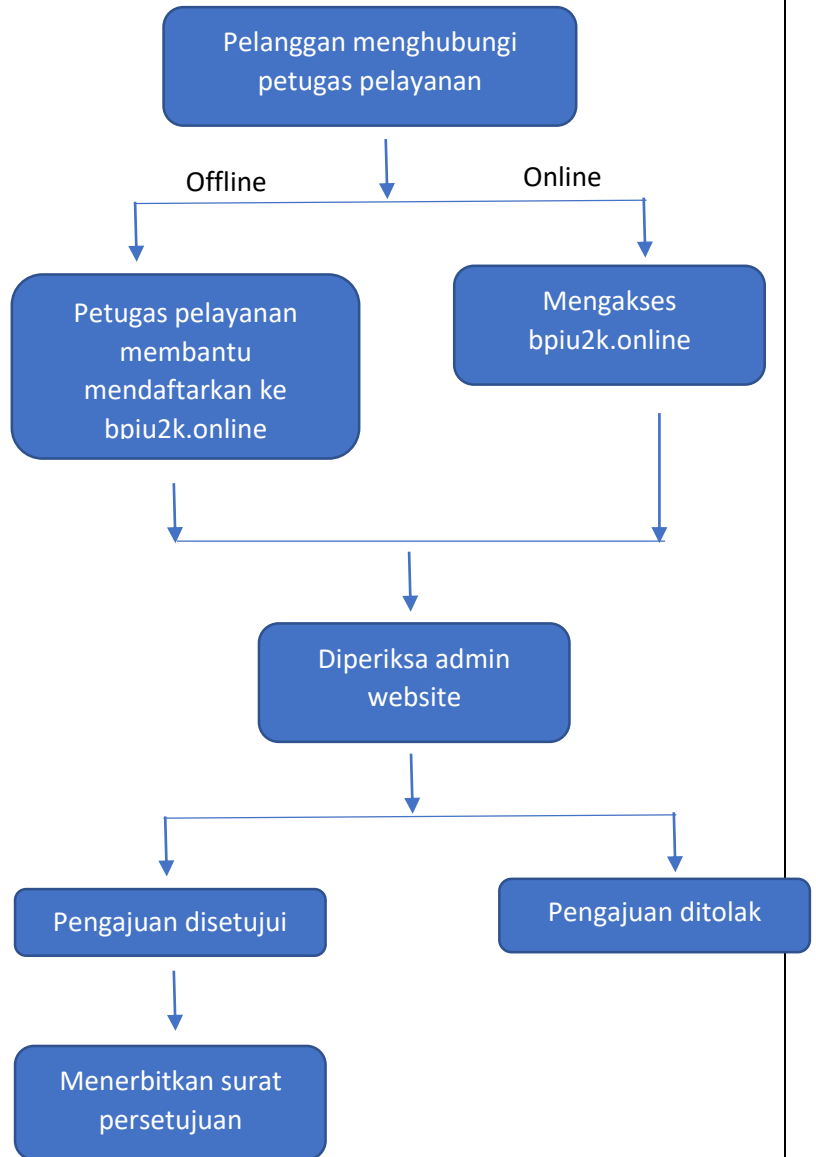 Pelanggan menghubungi
petugas pelayanan
Offline
Online
Petugas pelayanan
membantu
mendaftarkan ke
bpiu2k.online
Mengakses
bpiu2k.online
Diperiksa admin
website
Pengajuan disetujui
Pengajuan ditolak
Menerbitkan surat
persetujuan